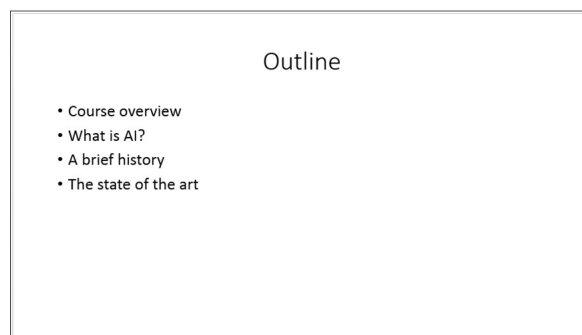 Outline
• Course overview
• What is AI?
• A brief history
• The state of the art